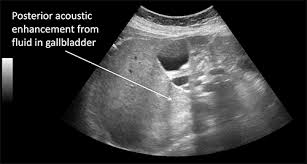 Posterior acoustic
enhancement from
fluid in gallbladder